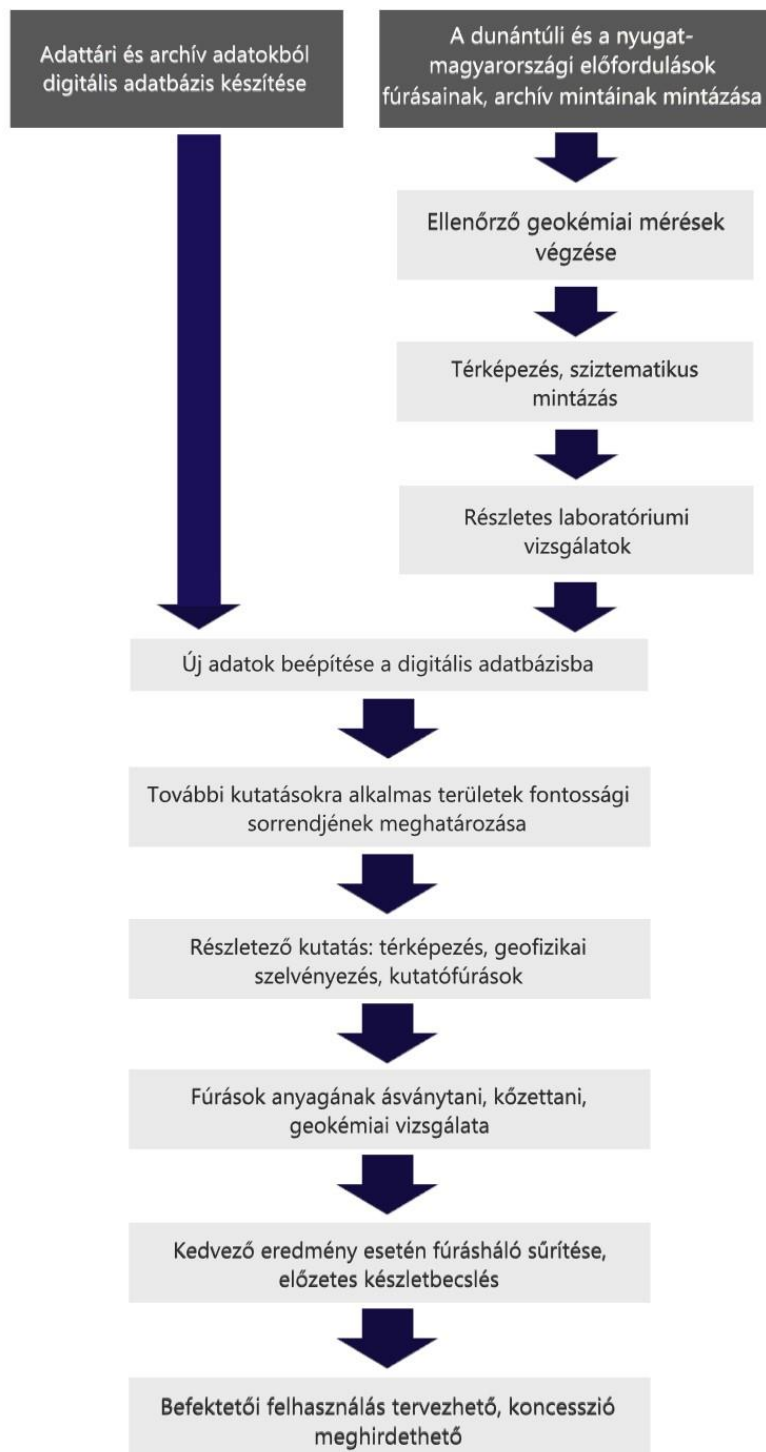 Adattári és archív adatokból
digitális adatbázis készítése
A dunántúli és a nyugat-
magyarországi előfordulások
fúrásainak, archív mintáinak mintázása
Ellenőrző geokémiai mérések
végzése
Térképezés, sziztematikus
mintázás
Részletes laboratóriumi
vizsgálatok
Új adatok beépítése a digitális adatbázisba
További kutatásokra alkalmas területek fontossági
sorrendjének meghatározása
Részletező kutatás: térképezés, geofizikai
szelvényezés, kutatófúrások
Fúrások anyagának ásványtani, kőzettani,
geokémiai vizsgálata
Kedvező eredmény esetén fúrásháló sűrítése,
előzetes készletbecslés
Befektetői felhasználás tervezhető, koncesszió
meghirdethető